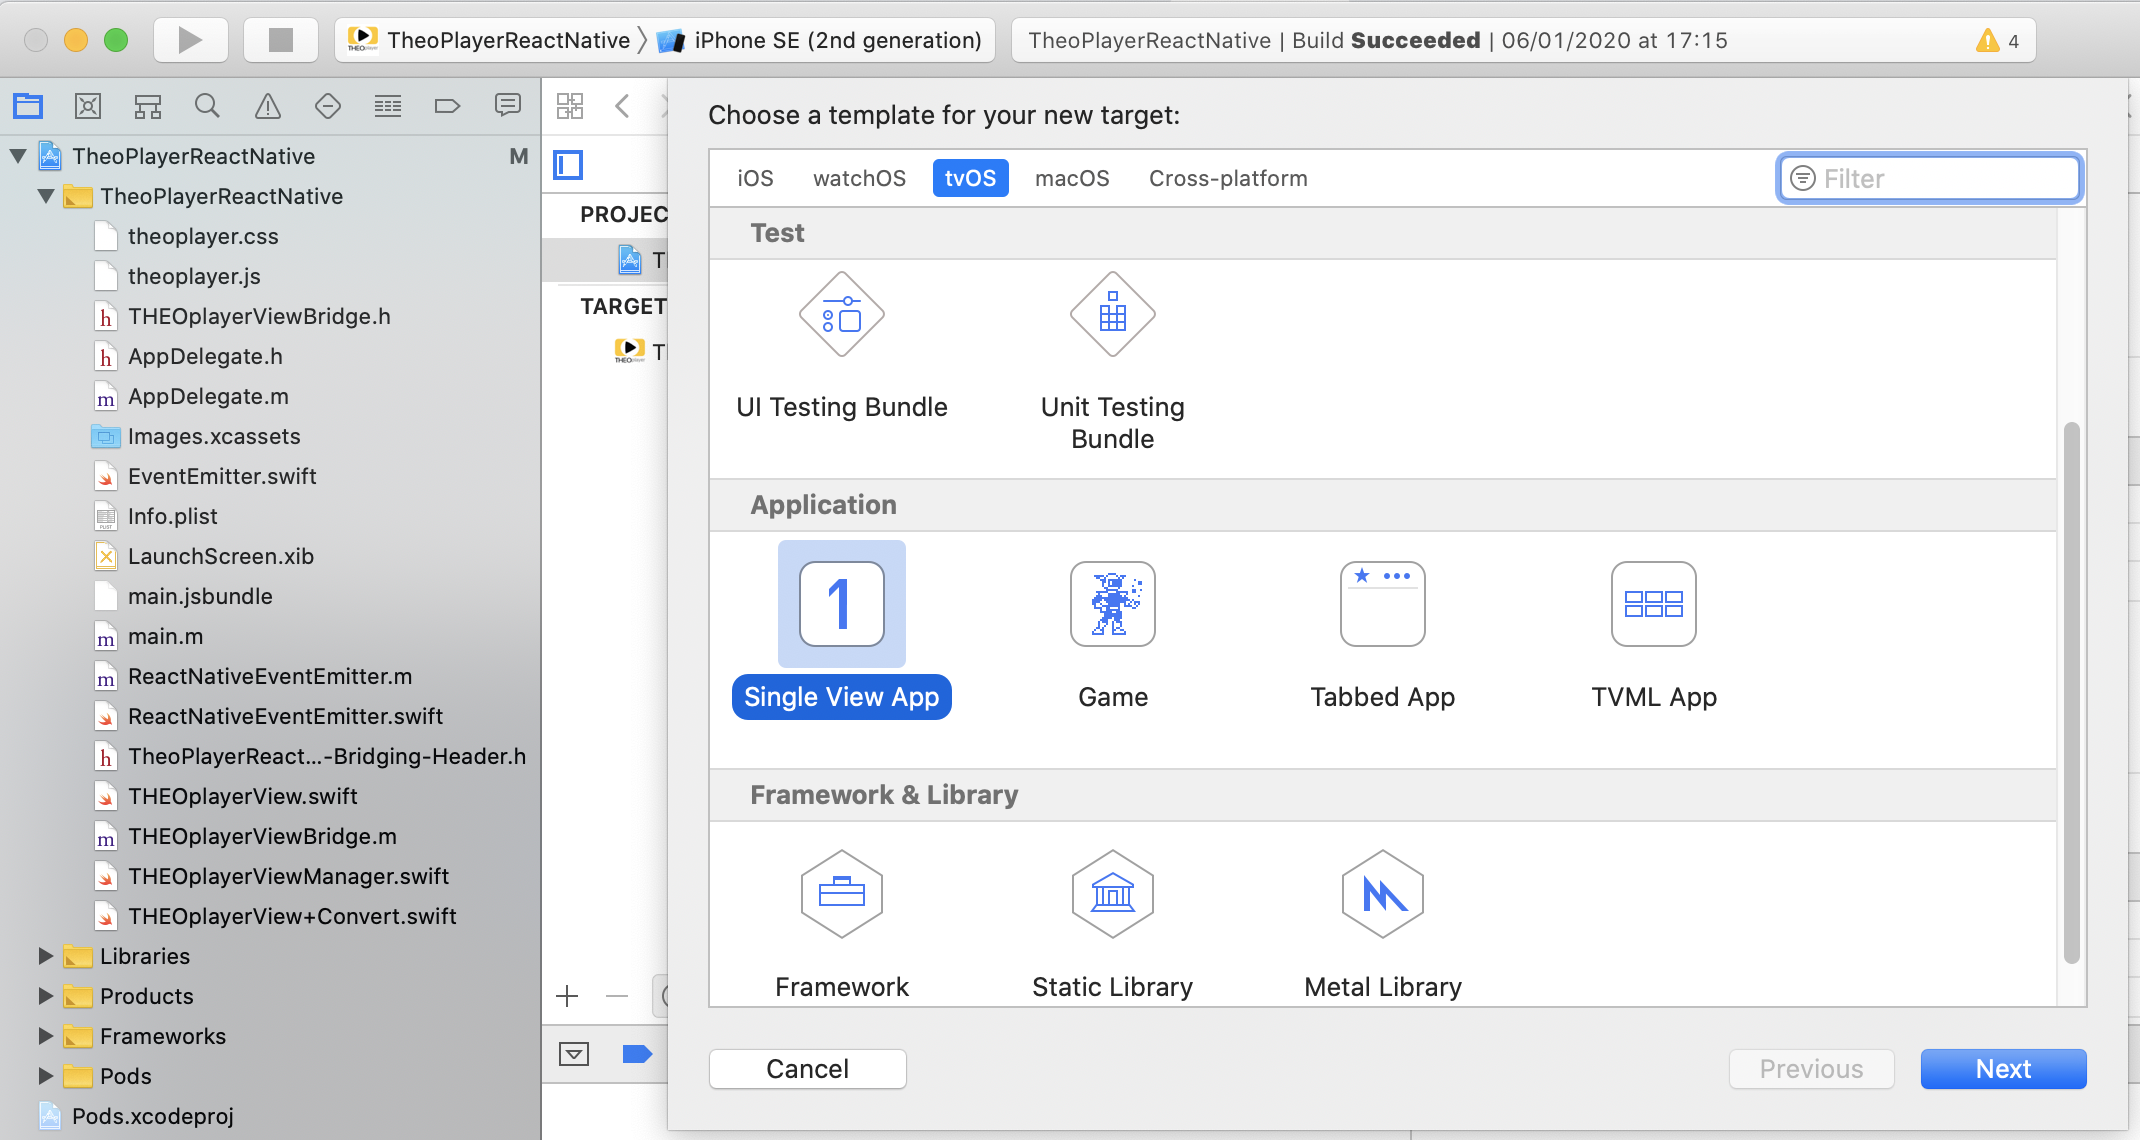 TheoPlayerReactNative
iPhone SE (2nd generation)
TheoPlayerReactNative | Build Succeeded | 06/01/2020 at 17:15
4
TheoPlayerReactNative
M
TheoPlayerReactNative
theoplayer.css
theoplayer.js
THEOplayerViewBridge.h
AppDelegate.h
AppDelegate.m
Images.xcassets
EventEmitter.swift
Info.plist
LaunchScreen.xib
main.jsbundle
main.m
ReactNativeEventEmitter.m
ReactNativeEventEmitter.swift
TheoPlayerReact...-Bridging-Header.h
THEOplayerView.swift
THEOplayerViewBridge.m
THEOplayerViewManager.swift
THEOplayerView+Convert.swift
Libraries
Products
Frameworks
Pods
Pods.xcodeproj
PROJEC
T
TARGET
T
Choose a template for your new target:
iOS
watchOS
tvOS
macOS
Cross-platform
Filter
Test
UI Testing Bundle
Unit Testing
Bundle
Application
1
Single View App
Game
Tabbed App
TVML App
Framework & Library
Framework
Static Library
Metal Library
Cancel
Previous
Next